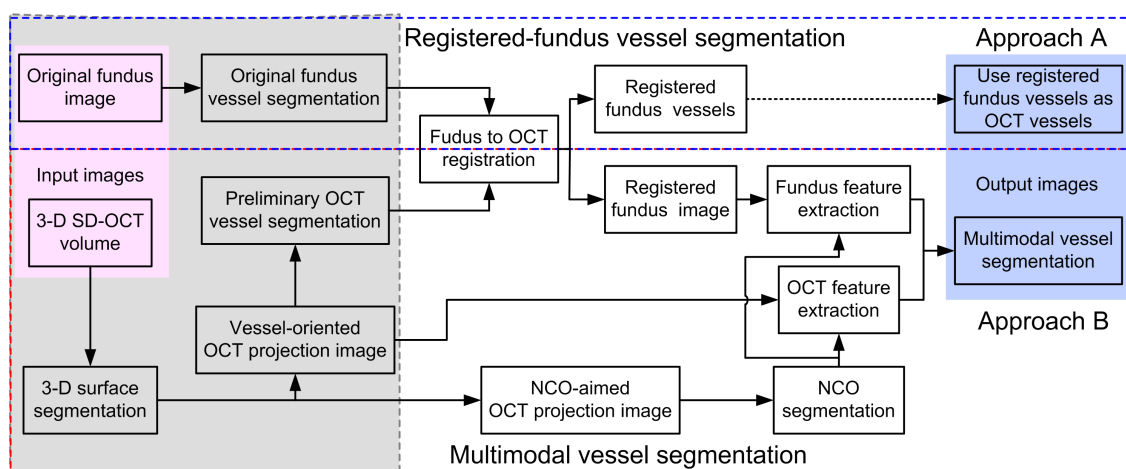 Registered-fundus vessel segmentation
Approach A
Original fundus
image
Original fundus
vessel segmentation
Registered
fundus vessels
Use registered
fundus vessels as
OCT vessels
Fudus to OCT
registration
Input images
3-D SD-OCT
volume
Preliminary OCT
vessel segmentation
Registered
fundus image
Fundus feature
extraction
Output images
Multimodal vessel
segmentation
Vessel-oriented
OCT projection image
OCT feature
extraction
Approach B
3-D surface
segmentation
NCO-aimed
OCT projection image
NCO
segmentation
Multimodal vessel segmentation